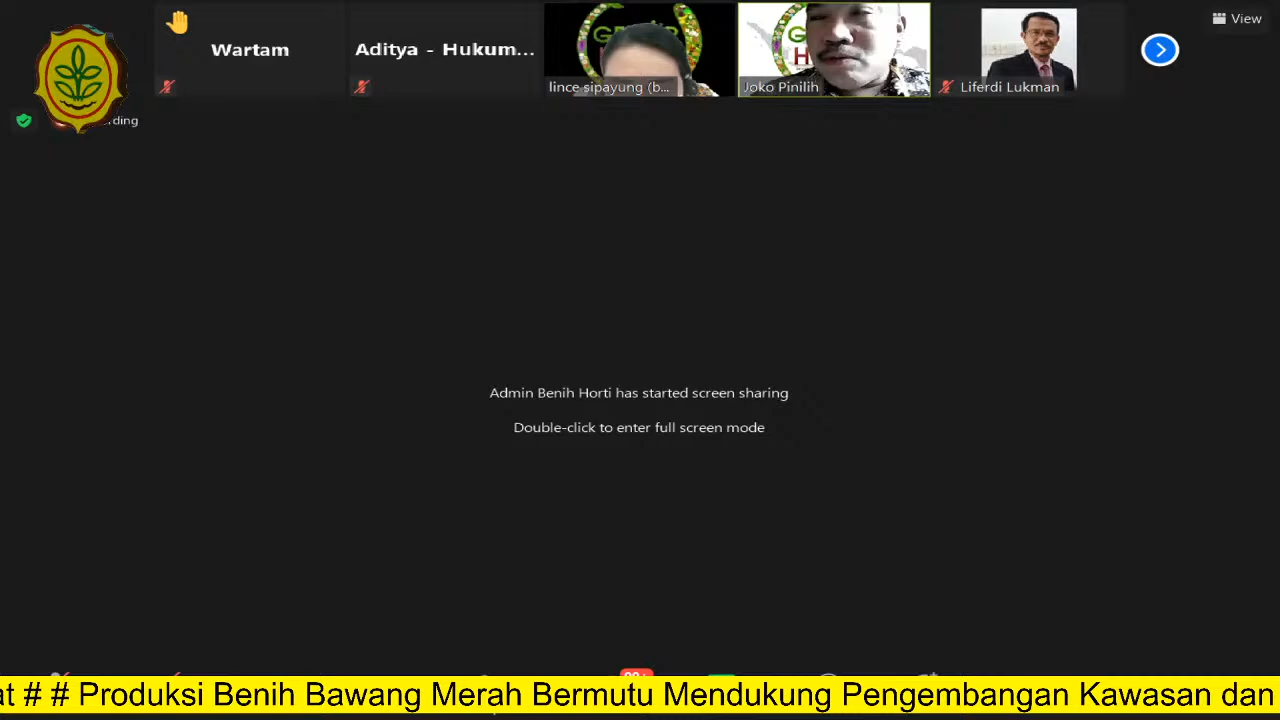 View
Wartam
Aditya - Hukum...
lince sipayung (b...
Joko Pinilih
Liferdi Lukman
Admin Benih Horti has started screen sharing
Double-click to enter full screen mode
at # # Produksi Benih Bawang Merah Bermutu Mendukung Pengembangan Kawasan dan